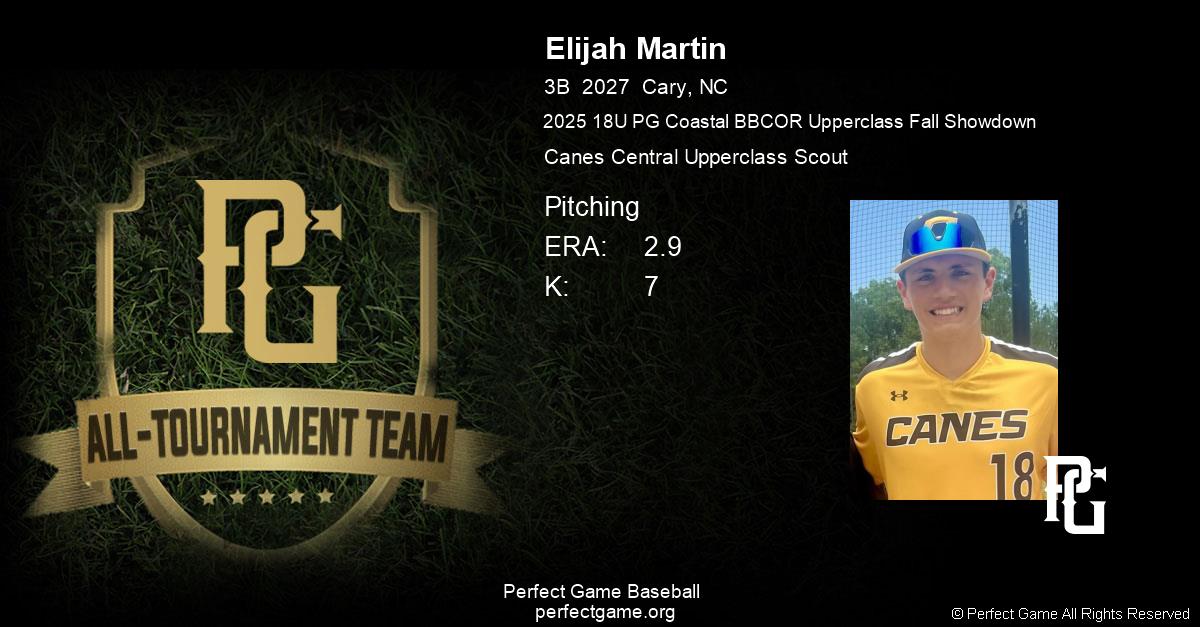 Elijah Martin
3B 2027 Cary, NC
2025 18U PG Coastal BBCOR Upperclass Fall Showdown
Canes Central Upperclass Scout
Pitching
ERA: 2.9
K: 7
PG
ALL-TOURNAMENT TEAM
CANES
18
PG
Perfect Game Baseball
perfectgame.org
© Perfect Game All Rights Reserved